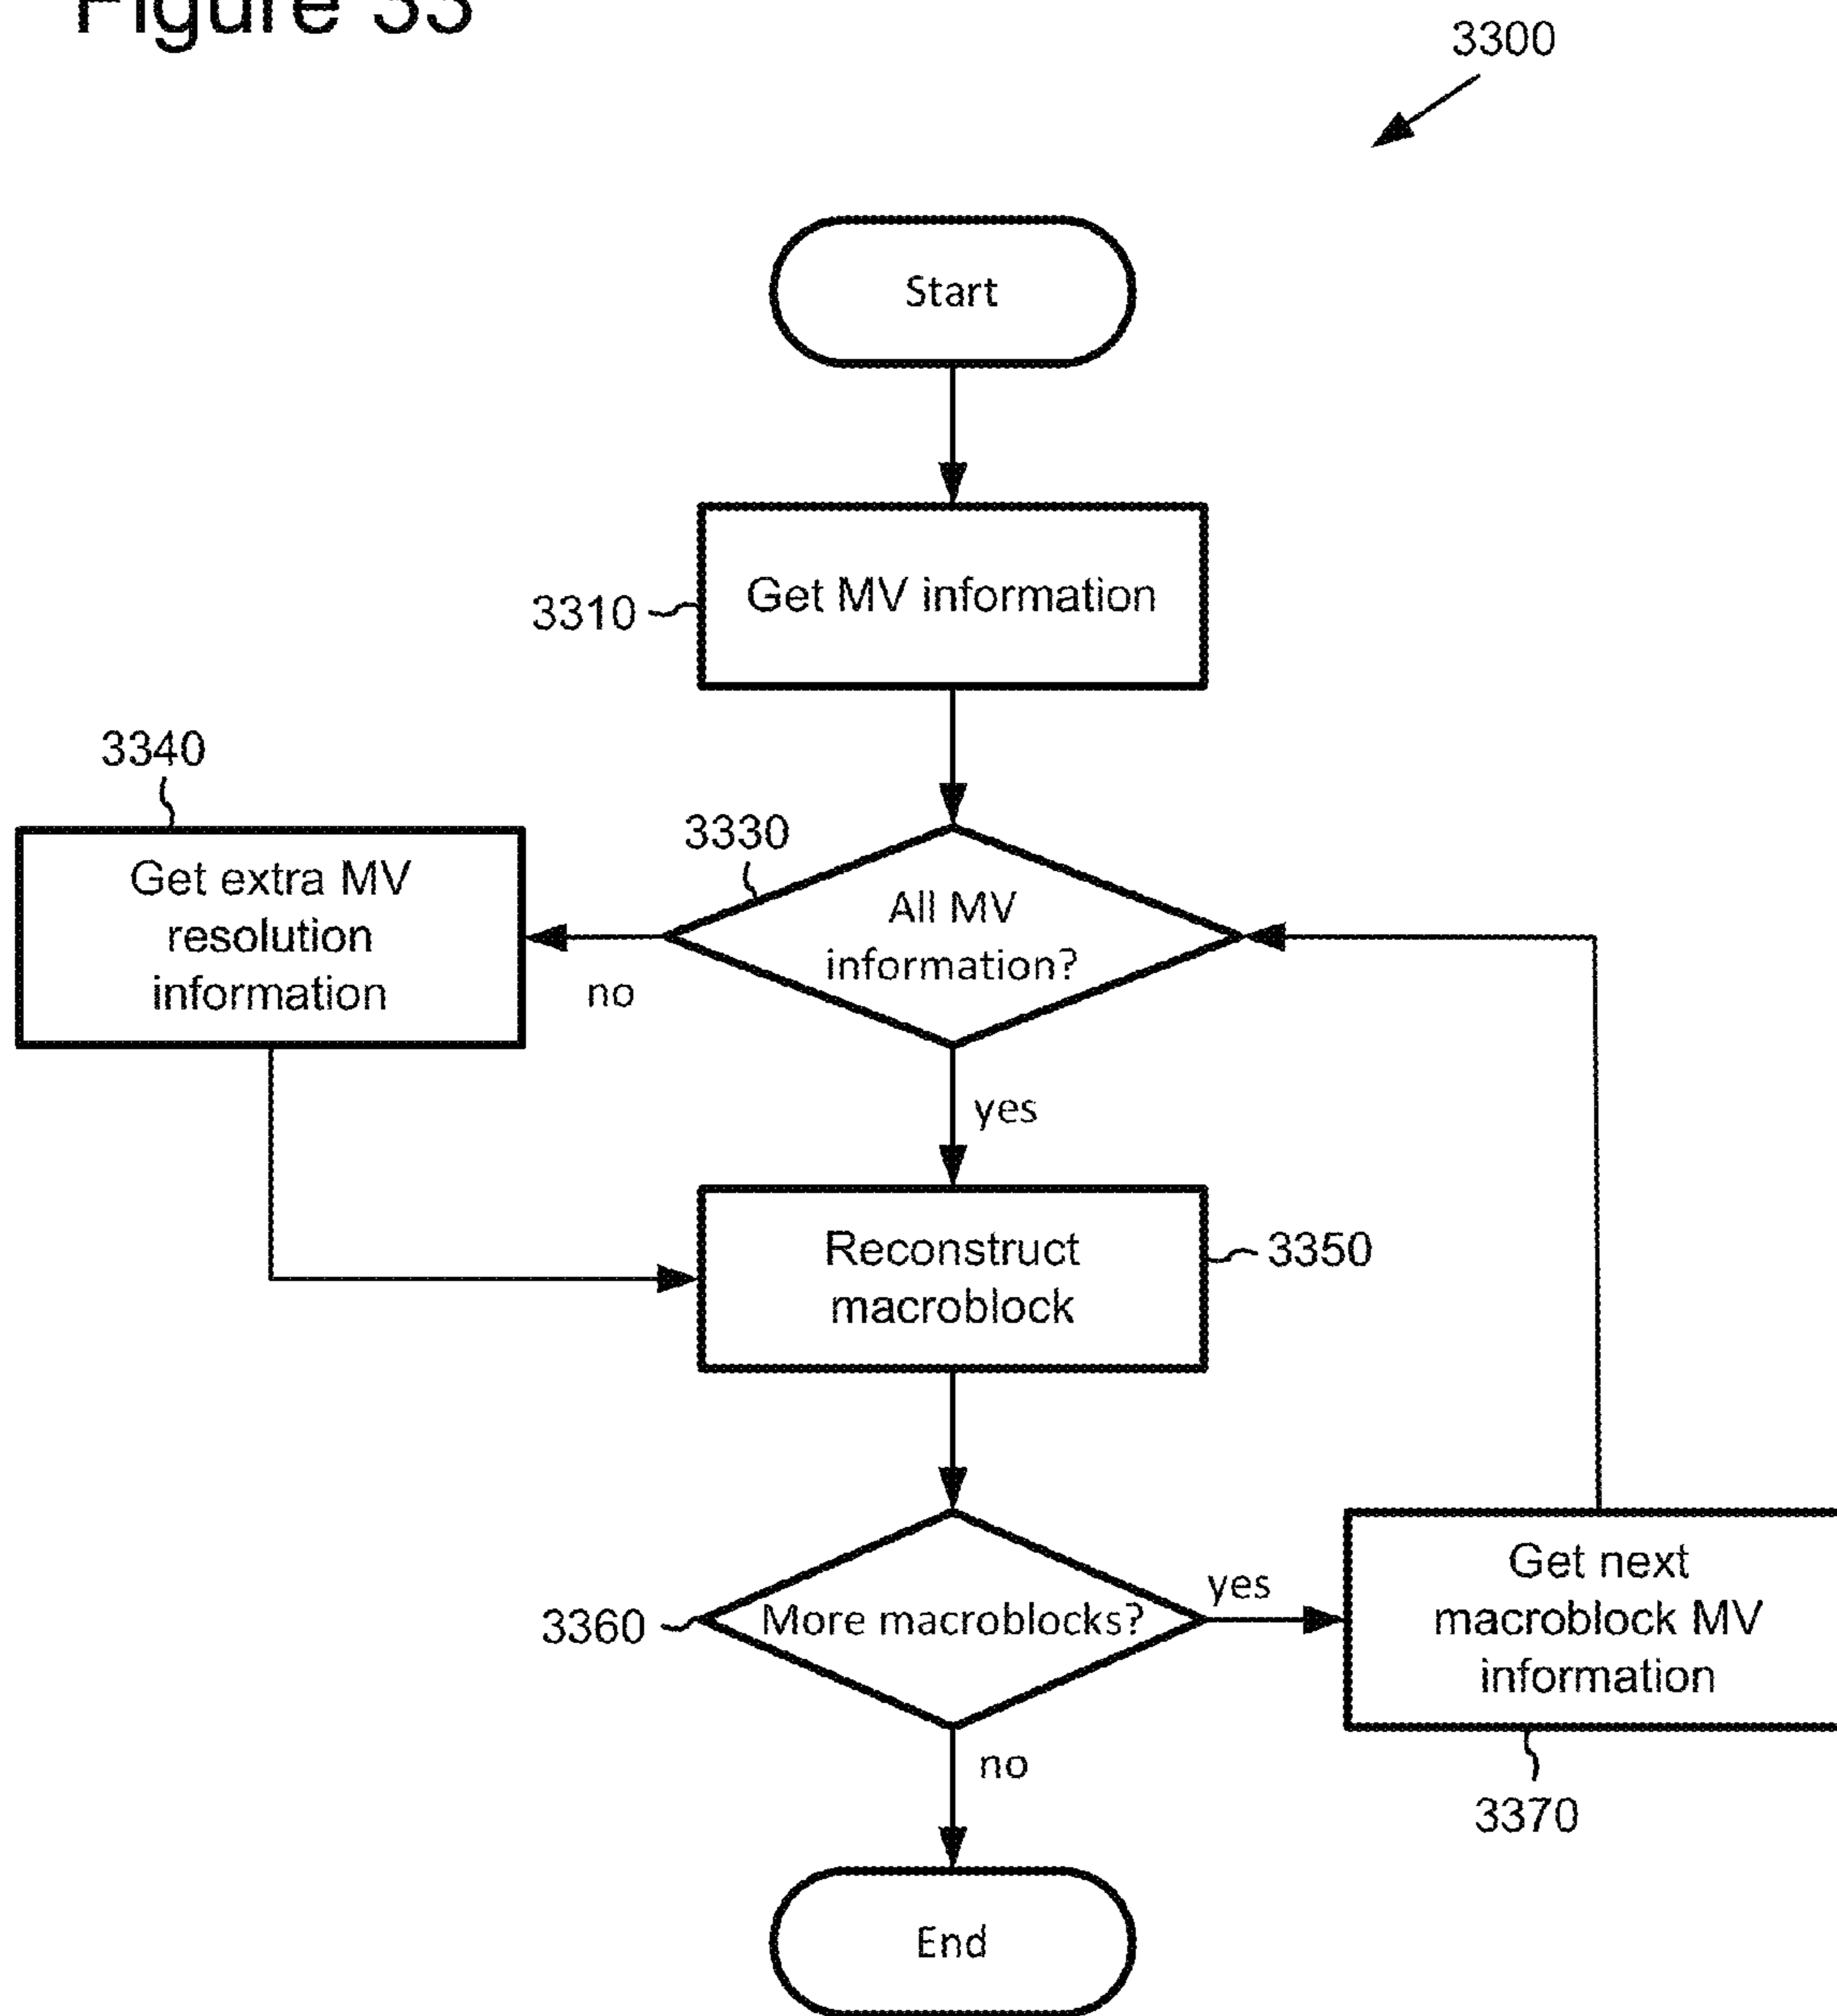 Figure 33
3300
Start
3310
Get MV information
3340
Get extra MV
resolution
information
3330
All MV
information?
no
yes
Reconstruct
macroblock
3350
3360
More macroblocks?
yes
Get next
macroblock MV
information
3370
no
End